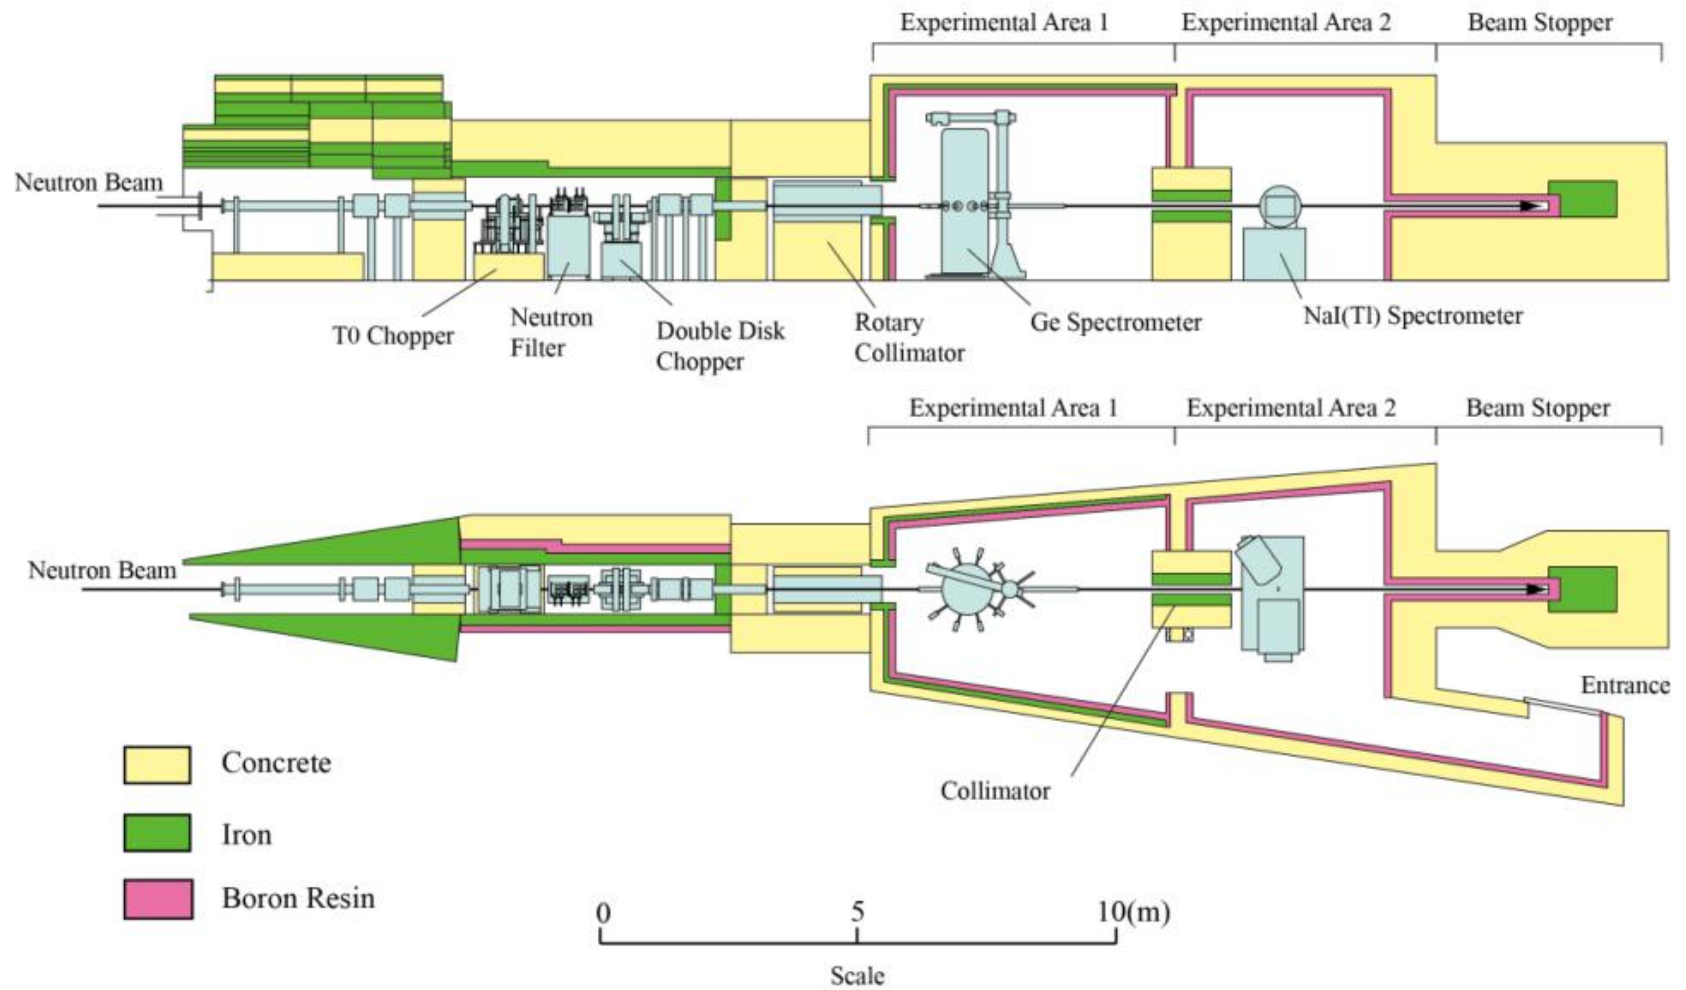 Experimental Area 1
Experimental Area 2
Beam Stopper
Neutron Beam
T0 Chopper
Neutron
Filter
Double Disk
Chopper
Rotary
Collimator
Ge Spectrometer
NaI(Tl) Spectrometer
Experimental Area 1
Experimental Area 2
Beam Stopper
Neutron Beam
Entrance
Collimator
Concrete
Iron
Boron Resin
0
5
10(m)
Scale